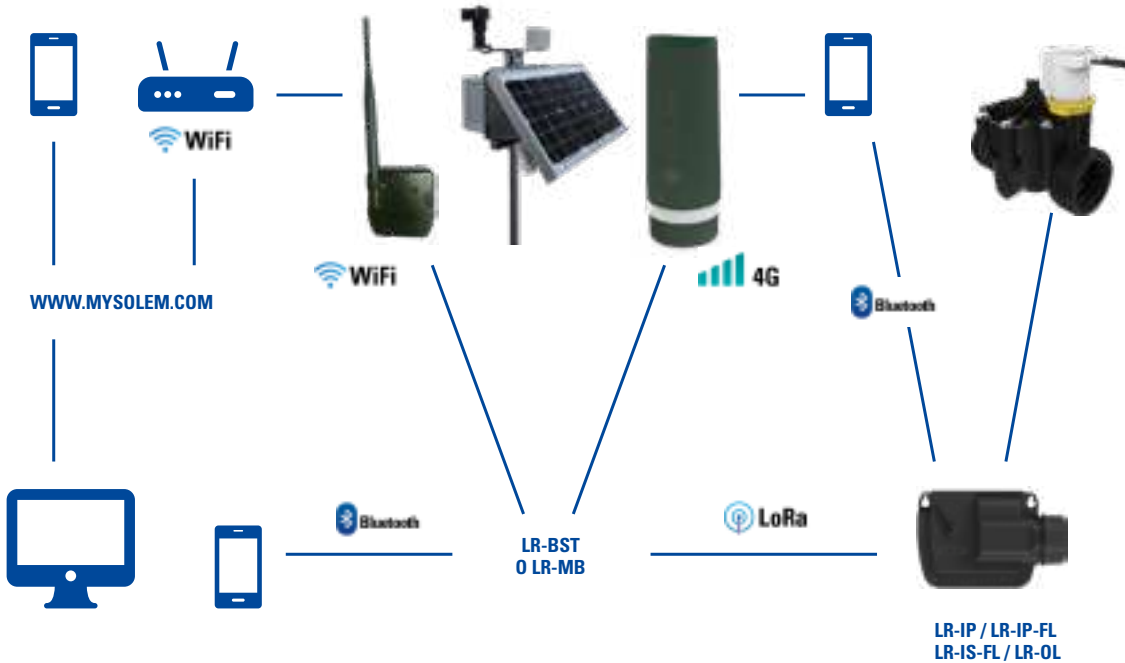 WiFi
WiFi
4G
WWW.MYSOLEM.COM
Bluetooth
Bluetooth
LoRa
LR-BST
O LR-MB
LR-IP / LR-IP-FL
LR-IS-FL / LR-OL